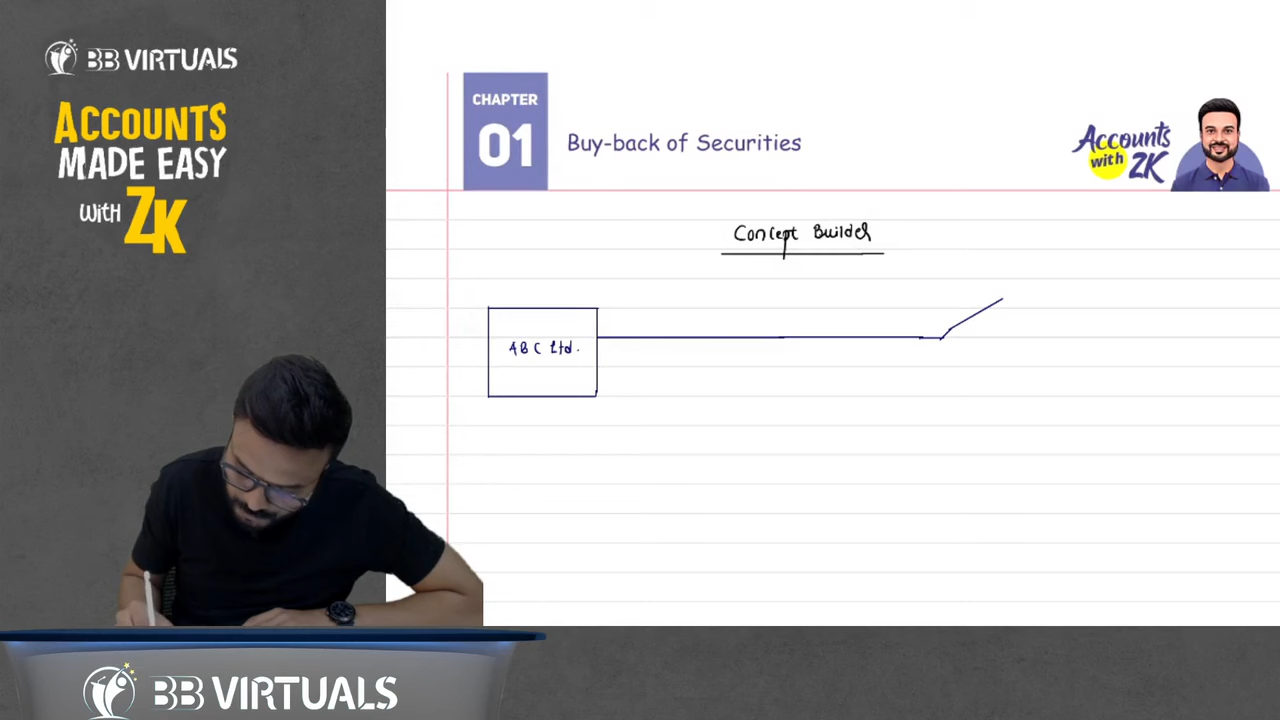 BB VIRTUALS
ACCOUNTS
MADE EASY
WITH ZK
CHAPTER
01
Buy-back of Securities
Accounts
with ZK
Concept Builder
ABC Ltd.
BB VIRTUALS